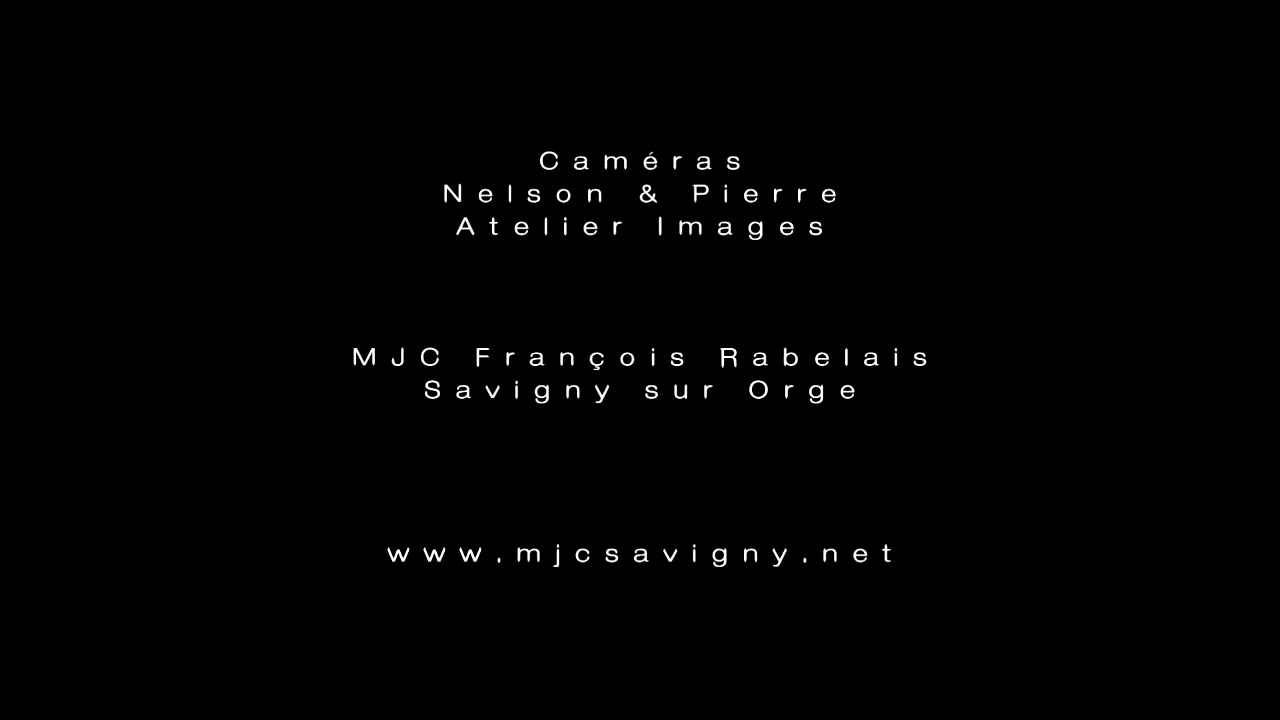 Caméras
Nelson & Pierre
Atelier Images
MJC François Rabelais
Savigny sur Orge
www.mjcsavigny.net